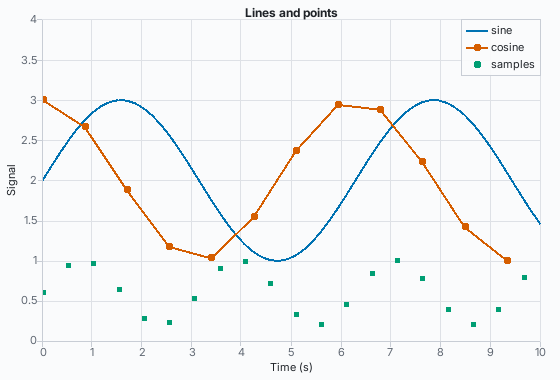 Lines and points
4
3.5
3
2.5
2
1.5
1
0.5
0
Signal
sine
cosine
samples
0 1 2 3 4 5 6 7 8 9 10
Time (s)